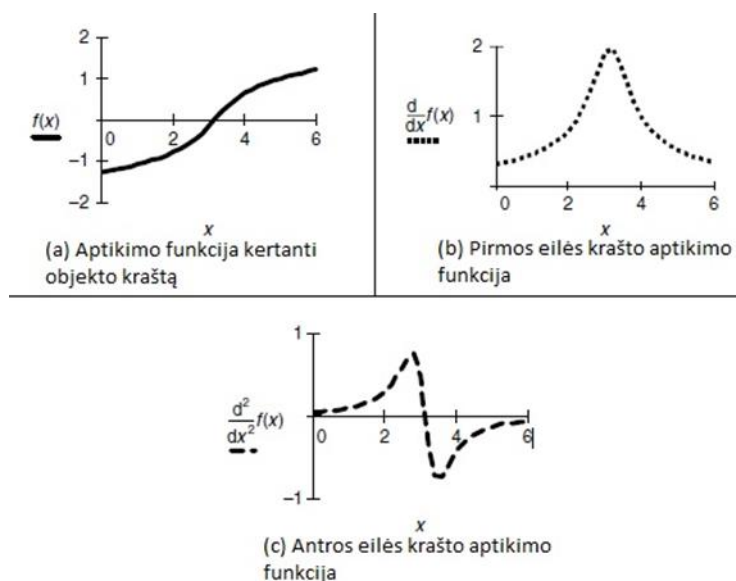 2
1
f(x)
0 2 4 6
−1
−2
x
(a) Aptikimo funkcija kertanti
objekto kraštą
2
1
d/dx f(x)
0 2 4 6
x
(b) Pirmos eilės krašto aptikimo
funkcija
1
d²/dx² f(x)
0 2 4 6
−1
x
(c) Antros eilės krašto aptikimo
funkcija